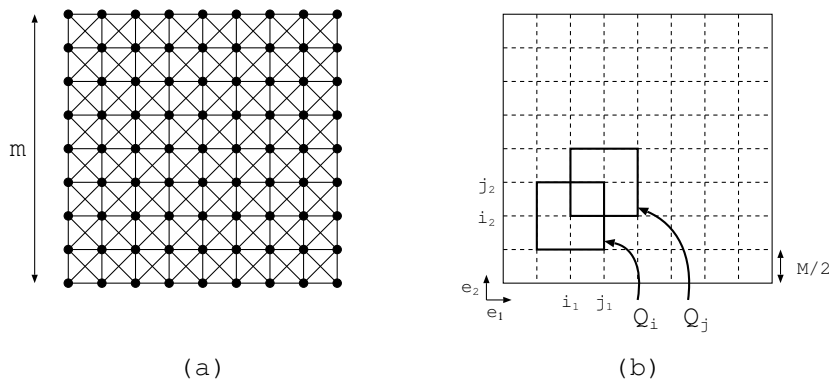 m
j₂
i₂
M/2
e₂
e₁
i₁
j₁
Qᵢ
Qⱼ
(a)
(b)